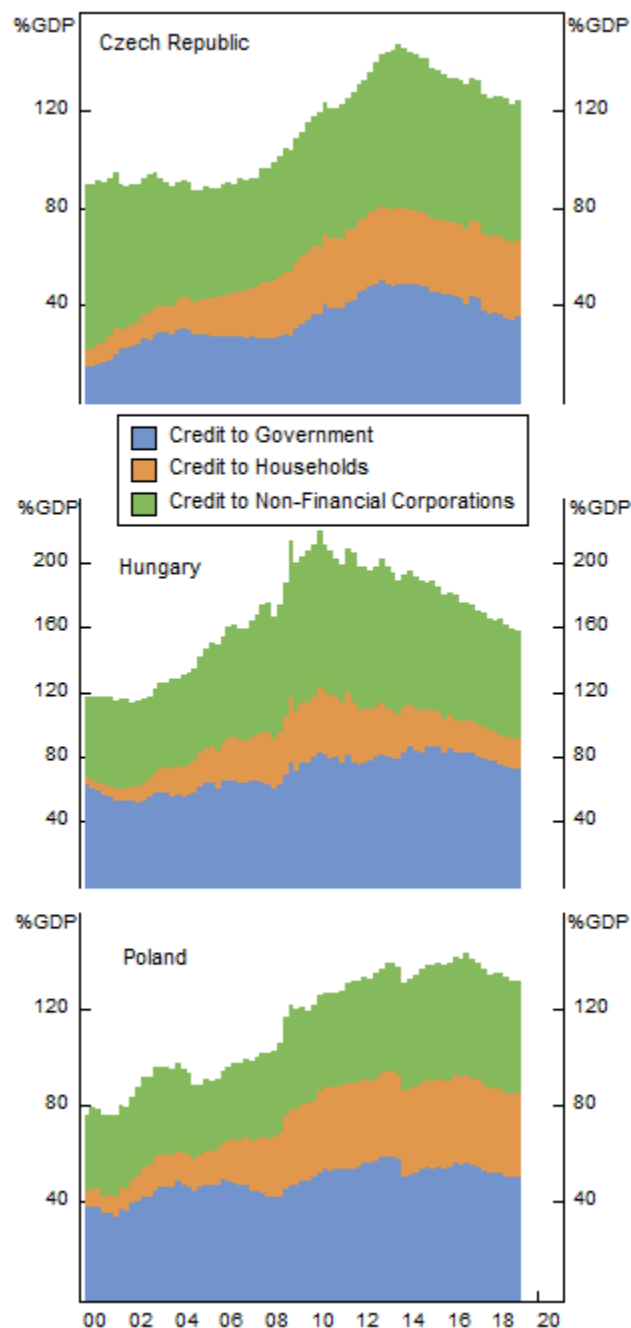 %GDP %GDP
Czech Republic
120 120
80 80
40 40
Credit to Government
Credit to Households
Credit to Non-Financial Corporations
%GDP %GDP
200 200
Hungary
160 160
120 120
80 80
40 40
%GDP %GDP
Poland
120 120
80 80
40 40
00 02 04 06 08 10 12 14 16 18 20